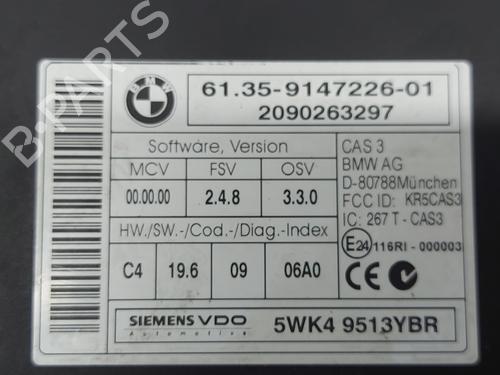 B-PARTS
BMW
61.35-9147226-01
2090263297
Software, Version
MCV FSV OSV
00.00.00 2.4.8 3.3.0
HW./SW.-/Cod.-/Diag.-Index
C4 19.6 09 06A0
CAS 3
BMW AG
D-80788München
FCC ID: KR5CAS3
IC: 267 T - CAS3
E24 116RI - 000003
CE
SIEMENS VDO 5WK4 9513YBR